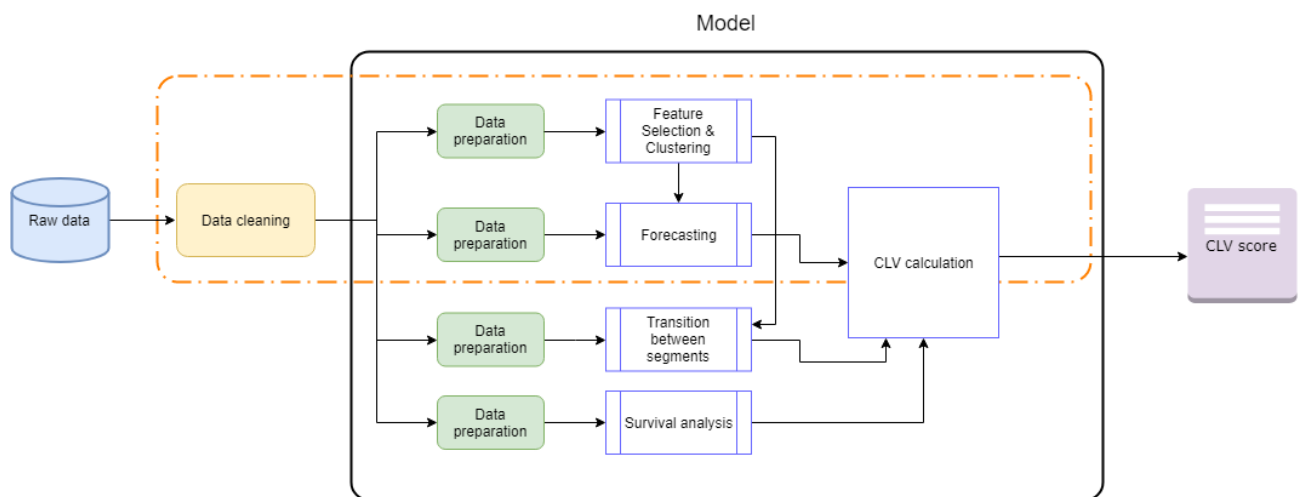 Model
Data
preparation
Feature
Selection &
Clustering
Raw data
Data cleaning
Data
preparation
Forecasting
CLV calculation
CLV score
Data
preparation
Transition
between
segments
Data
preparation
Survival analysis